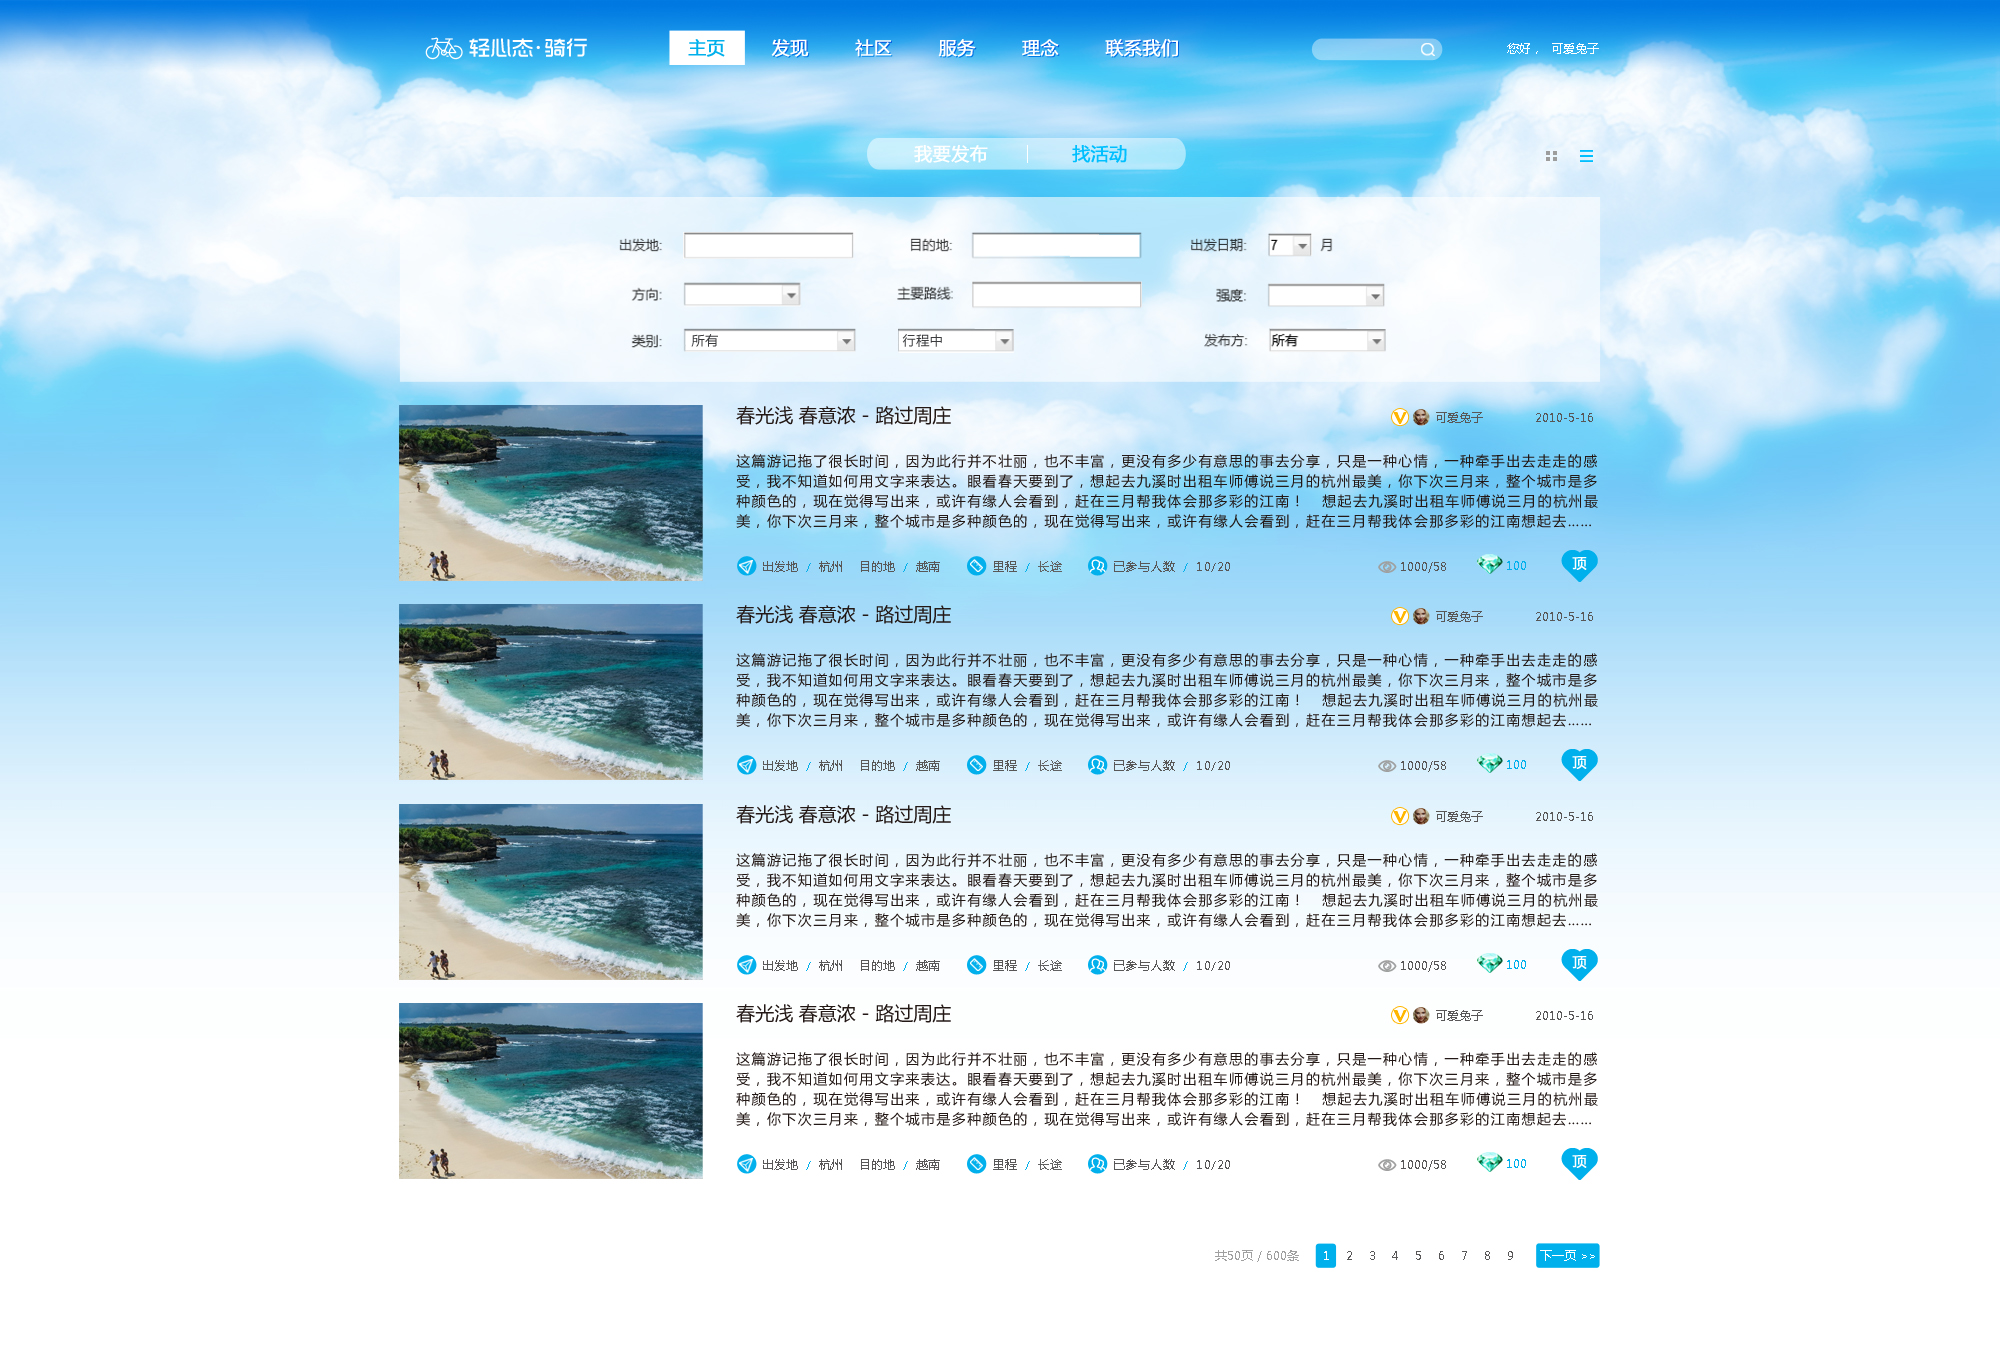 轻心态·骑行 主页 发现 社区 服务 理念 联系我们 您好， 可爱兔子
我要发布 找活动
出发地: 目的地: 出发日期: 7 月
方向: 主要路线: 强度:
类别: 所有 行程中 发布方: 所有
春光浅 春意浓 - 路过周庄 可爱兔子 2010-5-16
这篇游记拖了很长时间，因为此行并不壮丽，也不丰富，更没有多少有意思的事去分享，只是一种心情，一种牵手出去走走的感
受，我不知道如何用文字来表达。眼看春天要到了，想起去九溪时出租车师傅说三月的杭州最美，你下次三月来，整个城市是多
种颜色的，现在觉得写出来，或许有缘人会看到，赶在三月帮我体会那多彩的江南！ 想起去九溪时出租车师傅说三月的杭州最
美，你下次三月来，整个城市是多种颜色的，现在觉得写出来，或许有缘人会看到，赶在三月帮我体会那多彩的江南想起去......
出发地 / 杭州 目的地 / 越南 里程 / 长途 已参与人数 / 10/20 1000/58 100 顶
春光浅 春意浓 - 路过周庄 可爱兔子 2010-5-16
这篇游记拖了很长时间，因为此行并不壮丽，也不丰富，更没有多少有意思的事去分享，只是一种心情，一种牵手出去走走的感
受，我不知道如何用文字来表达。眼看春天要到了，想起去九溪时出租车师傅说三月的杭州最美，你下次三月来，整个城市是多
种颜色的，现在觉得写出来，或许有缘人会看到，赶在三月帮我体会那多彩的江南！ 想起去九溪时出租车师傅说三月的杭州最
美，你下次三月来，整个城市是多种颜色的，现在觉得写出来，或许有缘人会看到，赶在三月帮我体会那多彩的江南想起去......
出发地 / 杭州 目的地 / 越南 里程 / 长途 已参与人数 / 10/20 1000/58 100 顶
春光浅 春意浓 - 路过周庄 可爱兔子 2010-5-16
这篇游记拖了很长时间，因为此行并不壮丽，也不丰富，更没有多少有意思的事去分享，只是一种心情，一种牵手出去走走的感
受，我不知道如何用文字来表达。眼看春天要到了，想起去九溪时出租车师傅说三月的杭州最美，你下次三月来，整个城市是多
种颜色的，现在觉得写出来，或许有缘人会看到，赶在三月帮我体会那多彩的江南！ 想起去九溪时出租车师傅说三月的杭州最
美，你下次三月来，整个城市是多种颜色的，现在觉得写出来，或许有缘人会看到，赶在三月帮我体会那多彩的江南想起去......
出发地 / 杭州 目的地 / 越南 里程 / 长途 已参与人数 / 10/20 1000/58 100 顶
春光浅 春意浓 - 路过周庄 可爱兔子 2010-5-16
这篇游记拖了很长时间，因为此行并不壮丽，也不丰富，更没有多少有意思的事去分享，只是一种心情，一种牵手出去走走的感
受，我不知道如何用文字来表达。眼看春天要到了，想起去九溪时出租车师傅说三月的杭州最美，你下次三月来，整个城市是多
种颜色的，现在觉得写出来，或许有缘人会看到，赶在三月帮我体会那多彩的江南！ 想起去九溪时出租车师傅说三月的杭州最
美，你下次三月来，整个城市是多种颜色的，现在觉得写出来，或许有缘人会看到，赶在三月帮我体会那多彩的江南想起去......
出发地 / 杭州 目的地 / 越南 里程 / 长途 已参与人数 / 10/20 1000/58 100 顶
共50页 / 600条 1 2 3 4 5 6 7 8 9 下一页 >>